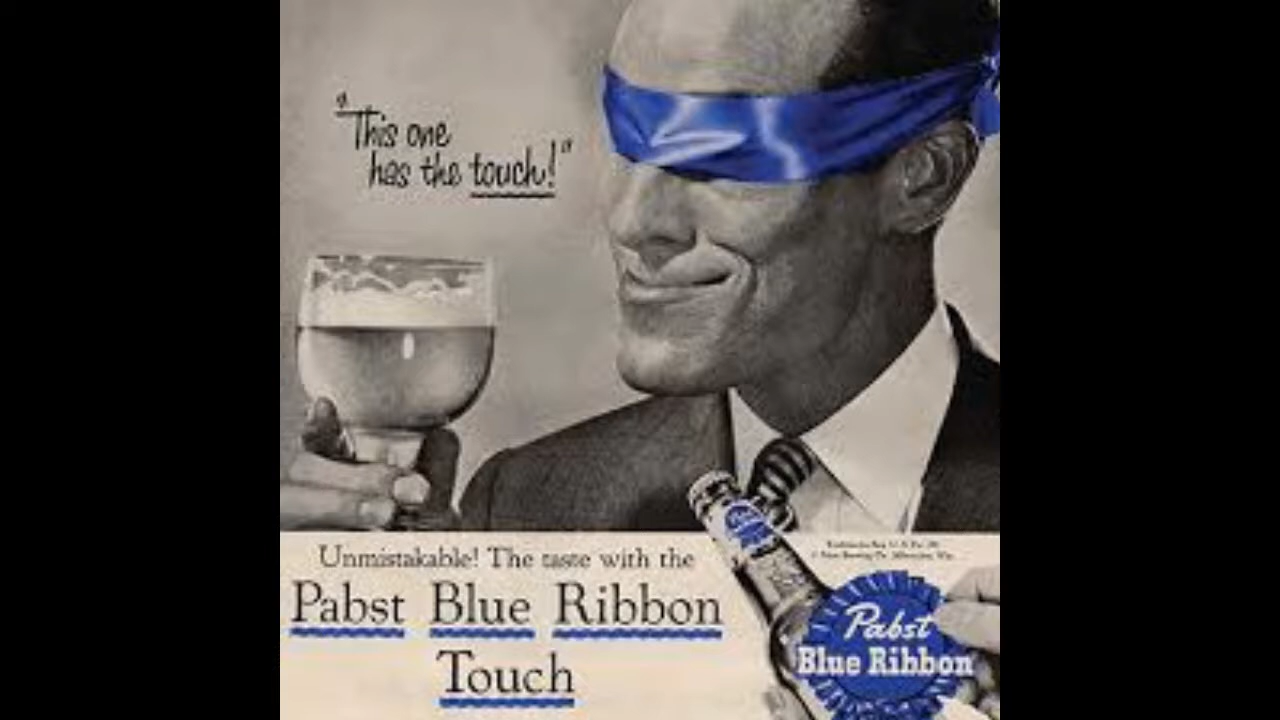 "This one
has the touch!"
Unmistakable! The taste with the
Pabst Blue Ribbon
Touch
Pabst
Blue Ribbon